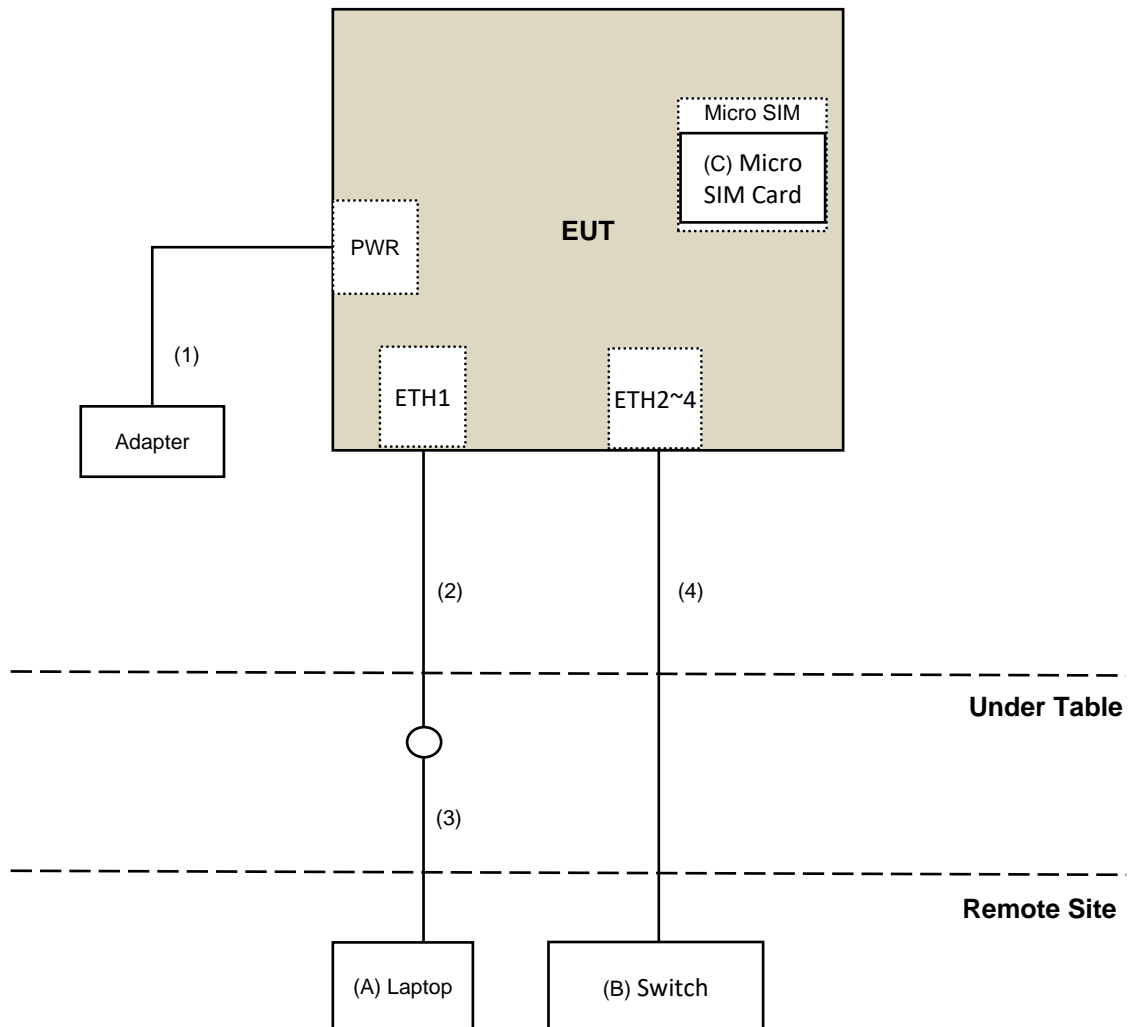 Micro SIM
(C) Micro
SIM Card
EUT
PWR
(1)
ETH1
ETH2~4
Adapter
(2)
(4)
Under Table
(3)
Remote Site
(A) Laptop
(B) Switch